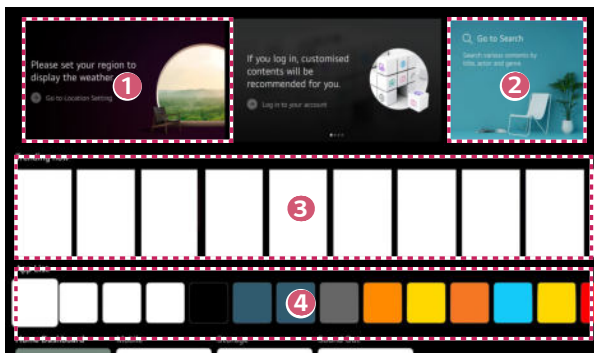 Please set your region to
display the weather
Go to Location Setting
1
If you log in, customised
contents will be
recommended for you.
Log in to your account
Go to Search
Search various contents by
title, actor and genre
2
3
4